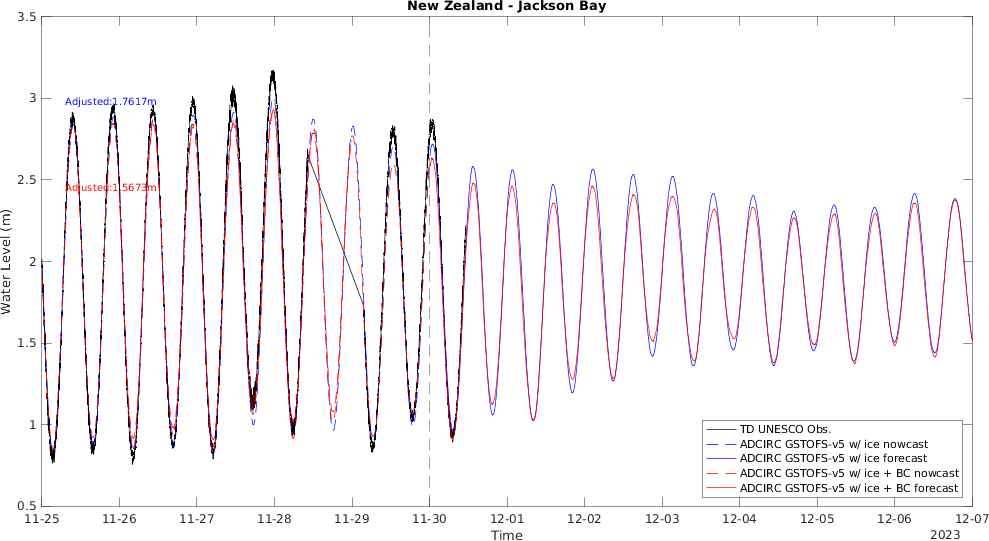 New Zealand - Jackson Bay
3.5
3
2.5
2
1.5
1
0.5
Water Level (m)
Adjusted:1.7617m
Adjusted:1.5673m
TD UNESCO Obs.
ADCIRC GSTOFS-v5 w/ ice nowcast
ADCIRC GSTOFS-v5 w/ ice forecast
ADCIRC GSTOFS-v5 w/ ice + BC nowcast
ADCIRC GSTOFS-v5 w/ ice + BC forecast
11-25 11-26 11-27 11-28 11-29 11-30 12-01 12-02 12-03 12-04 12-05 12-06 12-07
Time
2023